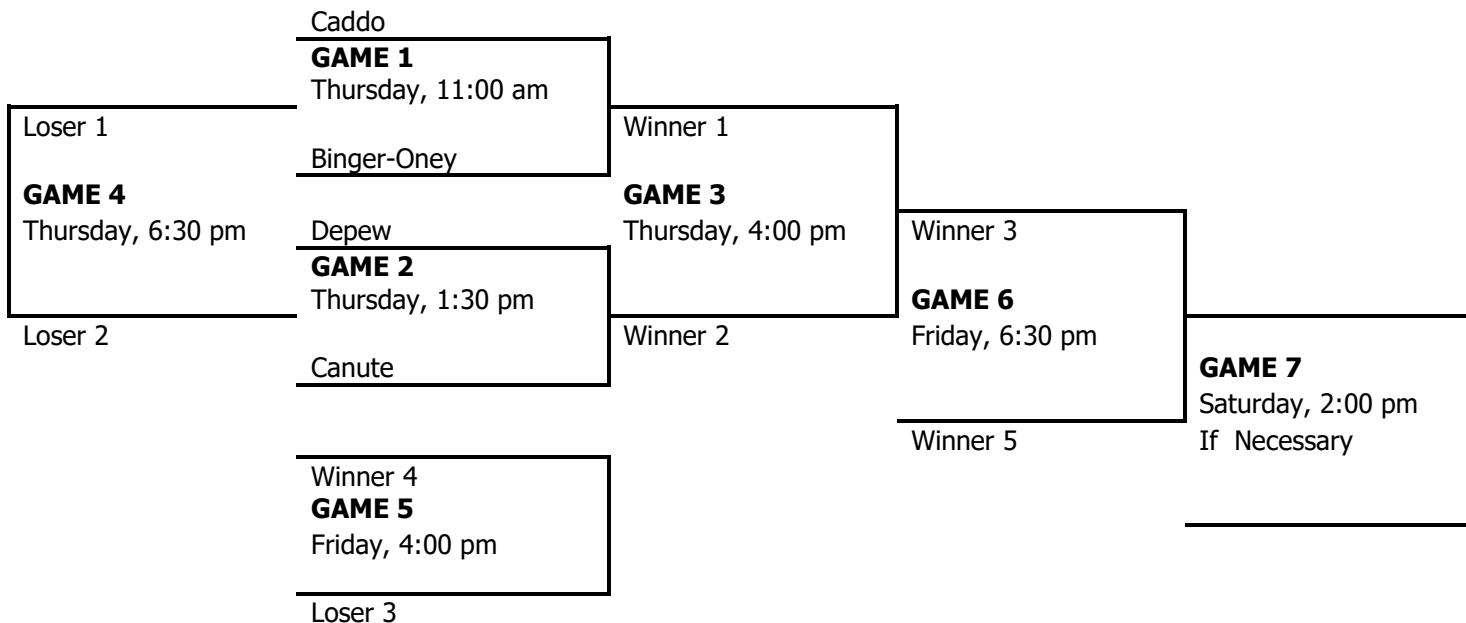 Caddo
GAME 1
Thursday, 11:00 am
Binger-Oney
Loser 1
GAME 4
Thursday, 6:30 pm
Loser 2
Depew
GAME 2
Thursday, 1:30 pm
Canute
Winner 1
GAME 3
Thursday, 4:00 pm
Winner 2
Winner 3
GAME 6
Friday, 6:30 pm
Winner 5
GAME 7
Saturday, 2:00 pm
If Necessary
Winner 4
GAME 5
Friday, 4:00 pm
Loser 3